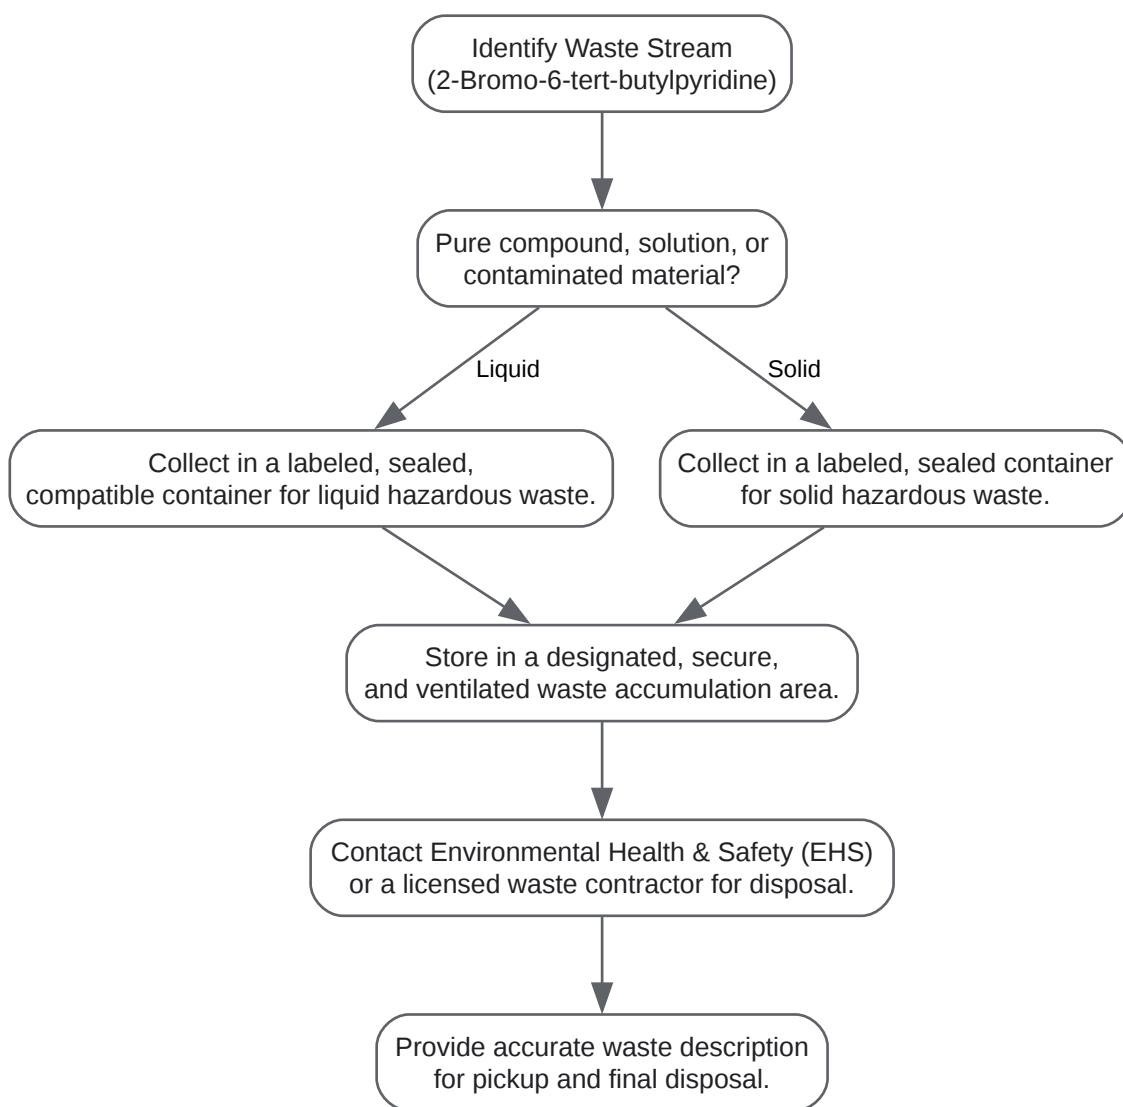 Identify Waste Stream
(2-Bromo-6-tert-butylpyridine)
Pure compound, solution, or
contaminated material?
Liquid
Solid
Collect in a labeled, sealed,
compatible container for liquid hazardous waste.
Collect in a labeled, sealed container
for solid hazardous waste.
Store in a designated, secure,
and ventilated waste accumulation area.
Contact Environmental Health & Safety (EHS)
or a licensed waste contractor for disposal.
Provide accurate waste description
for pickup and final disposal.